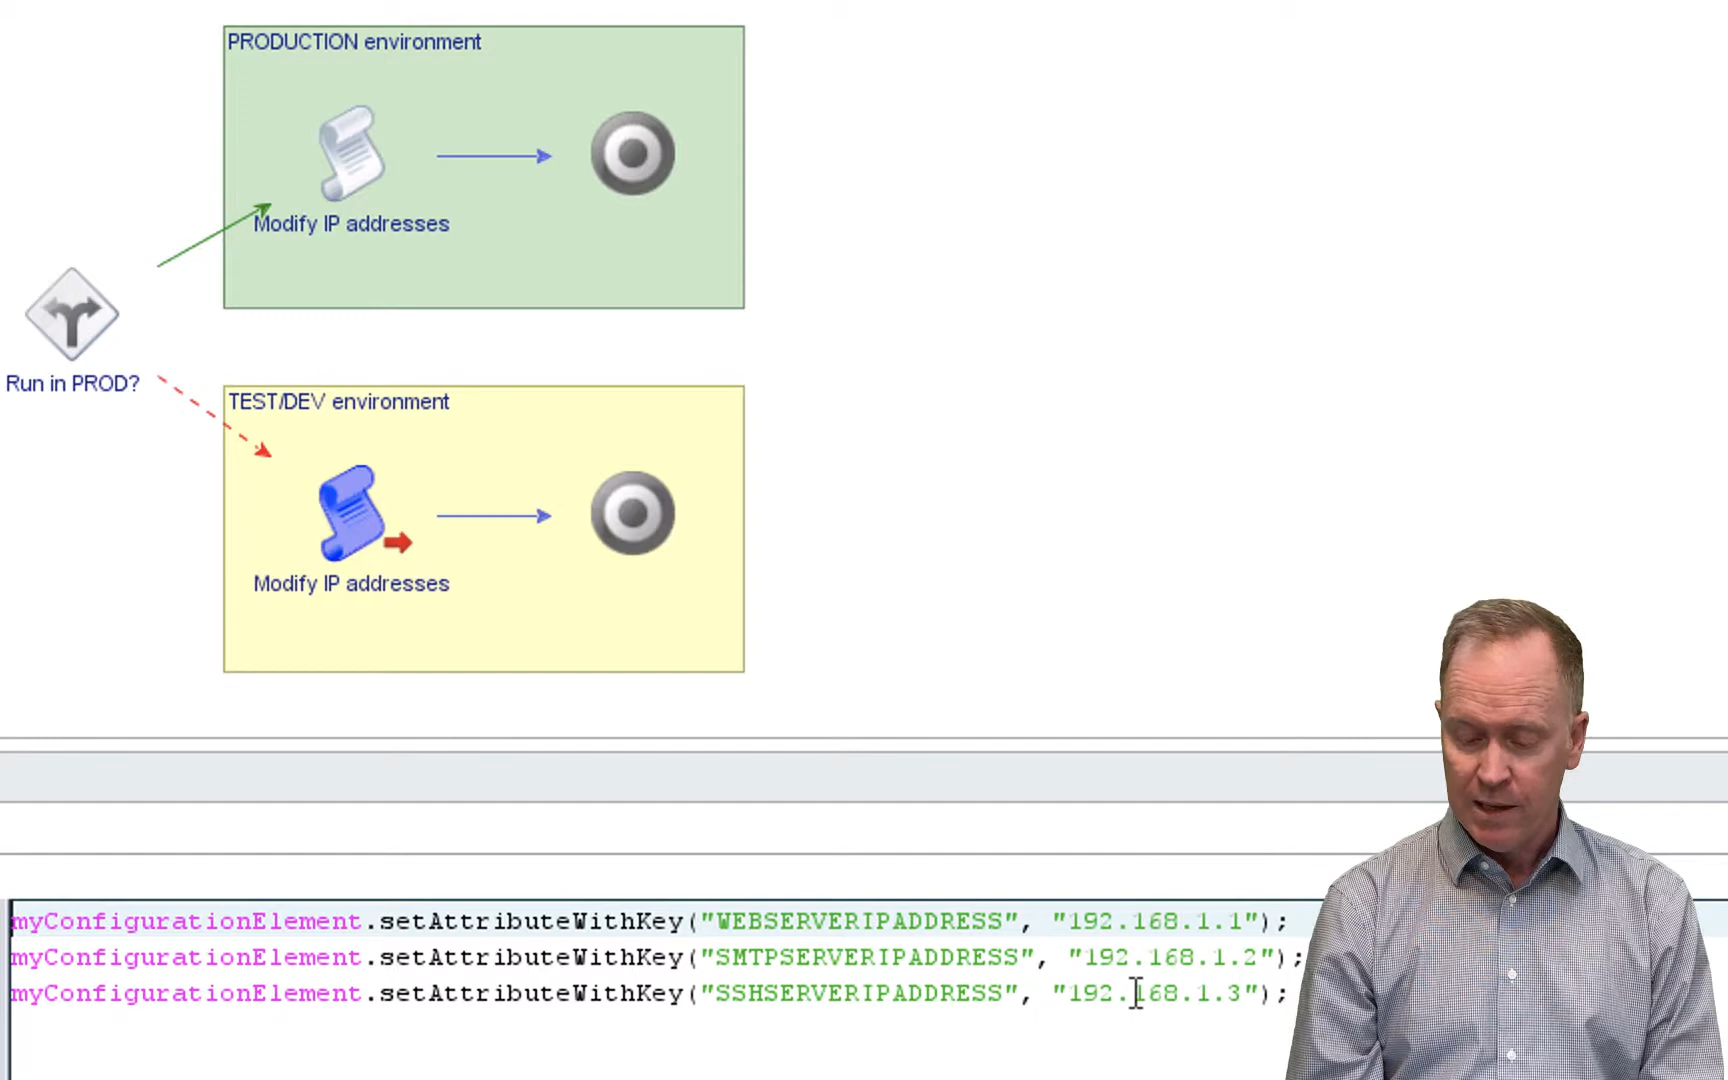 PRODUCTION environment
Modify IP addresses
Run in PROD?
TEST/DEV environment
Modify IP addresses
myConfigurationElement.setAttributeWithKey("WEBSERVERIPADDRESS", "192.168.1.1");
myConfigurationElement.setAttributeWithKey("SMTPSERVERIPADDRESS", "192.168.1.2");
myConfigurationElement.setAttributeWithKey("SSHSERVERIPADDRESS", "192.168.1.3");